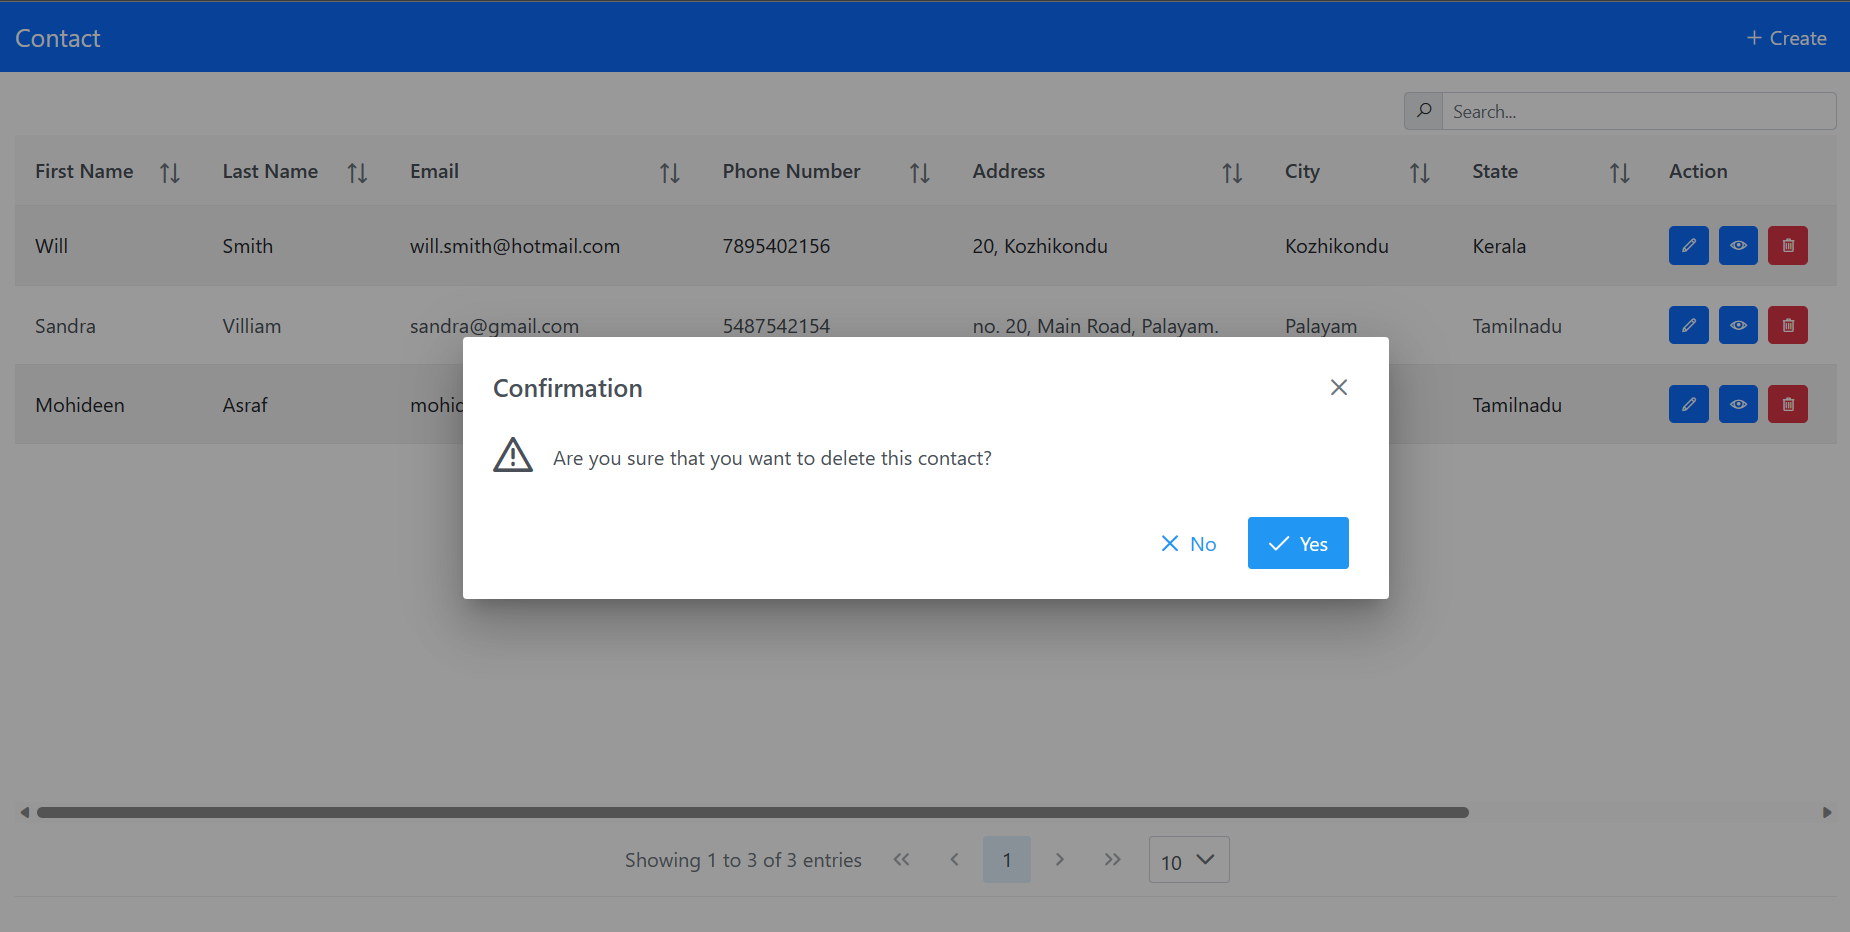 Contact
Create
Search...
First Name Last Name Email Phone Number Address City State Action
Will Smith will.smith@hotmail.com 7895402156 20, Kozhikondu Kozhikondu Kerala
Sandra Villiam sandra@gmail.com 5487542154 no. 20, Main Road, Palayam. Palayam Tamilnadu
Mohideen Asraf Tamilnadu
Confirmation
Are you sure that you want to delete this contact?
No Yes
Showing 1 to 3 of 3 entries 1 10